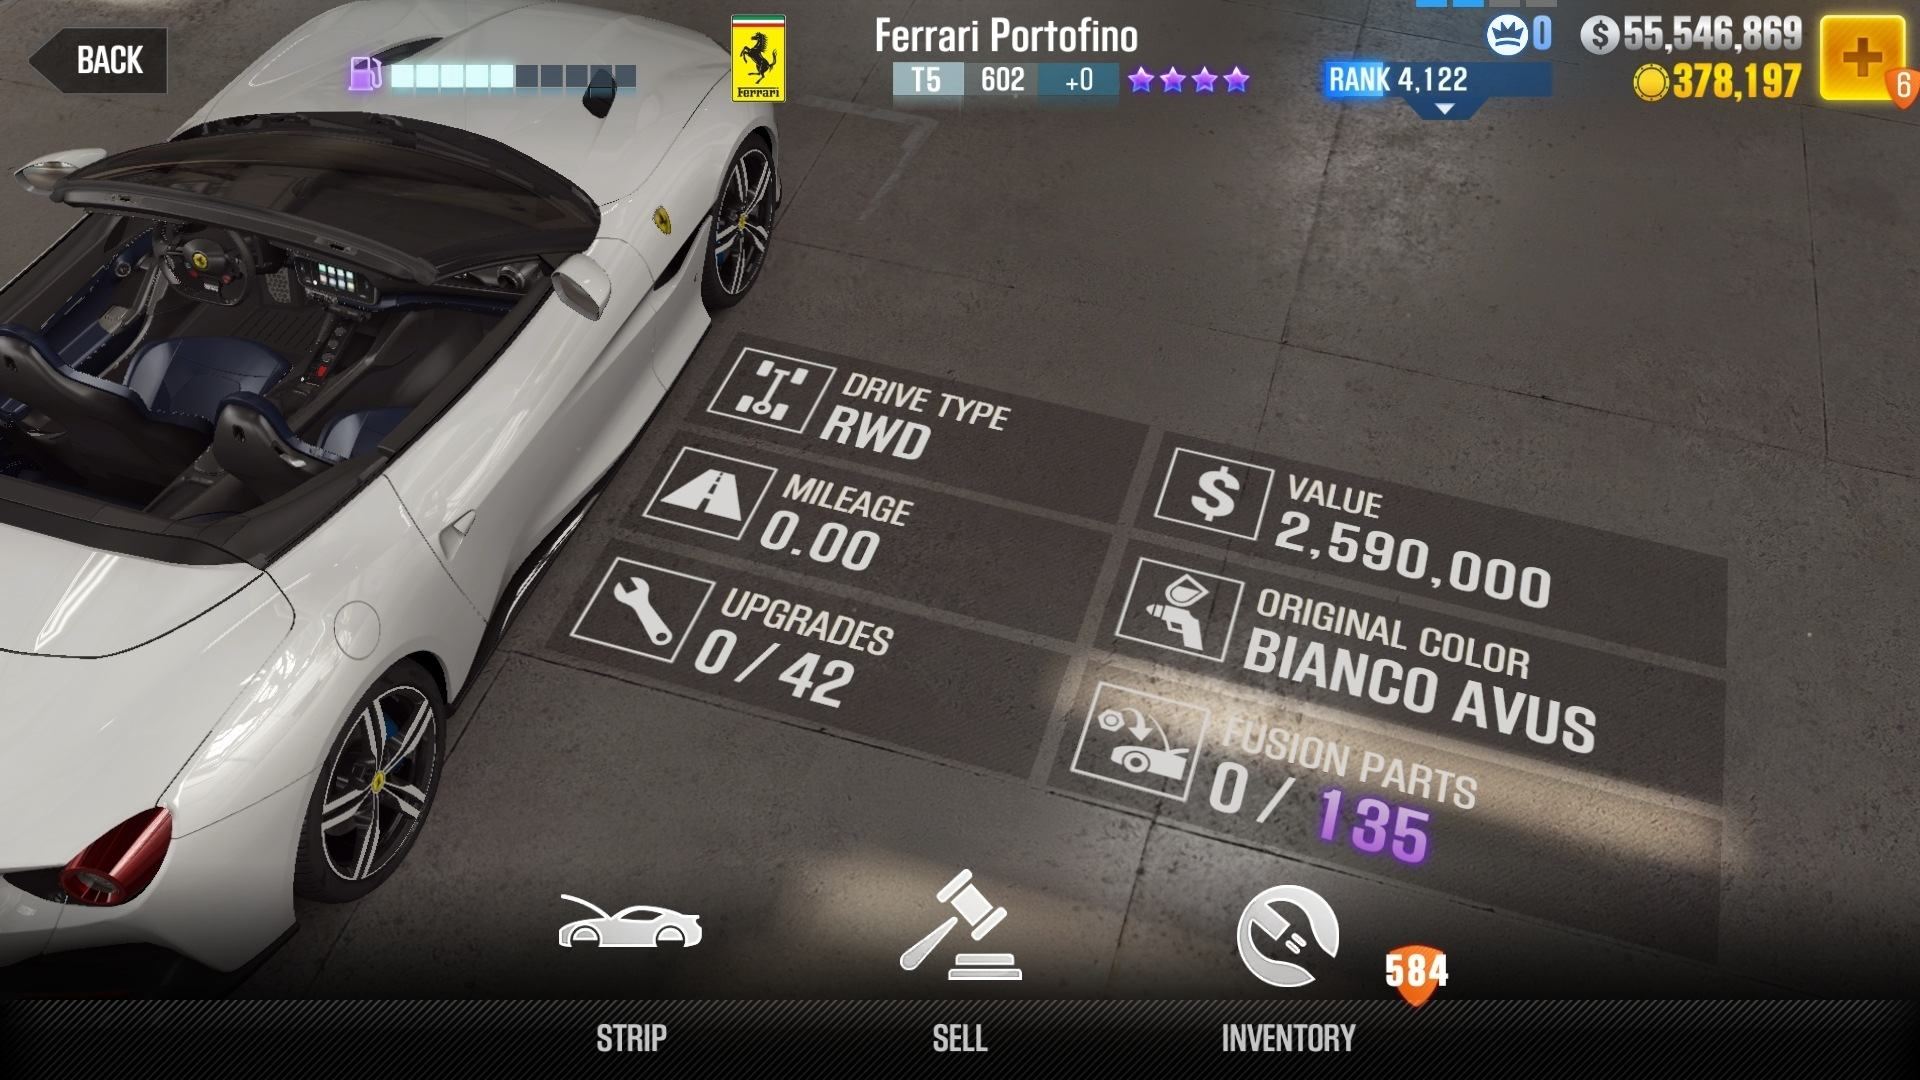 BACK
Ferrari
Ferrari Portofino
T5 602 +0
RANK 4,122
0
55,546,869
378,197
6
DRIVE TYPE
RWD
MILEAGE
0.00
UPGRADES
0/42
VALUE
2,590,000
ORIGINAL COLOR
BIANCO AVUS
FUSION PARTS
0/ 135
STRIP
SELL
INVENTORY
584